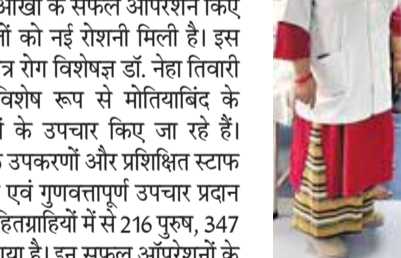 आंखों के सफल ऑपरेशन किए
को नई रोशनी मिली है। इस
रोग विशेषज्ञ डॉ. नेहा तिवारी
विशेष रूप से मोतियाबिंद के
के उपचार किए जा रहे हैं।
उपकरणों और प्रशिक्षित स्टाफ
एवं गुणवत्तापूर्ण उपचार प्रदान
हितग्राहियों में से 216 पुरुष, 347
है। इन सफल ऑपरेशनों के